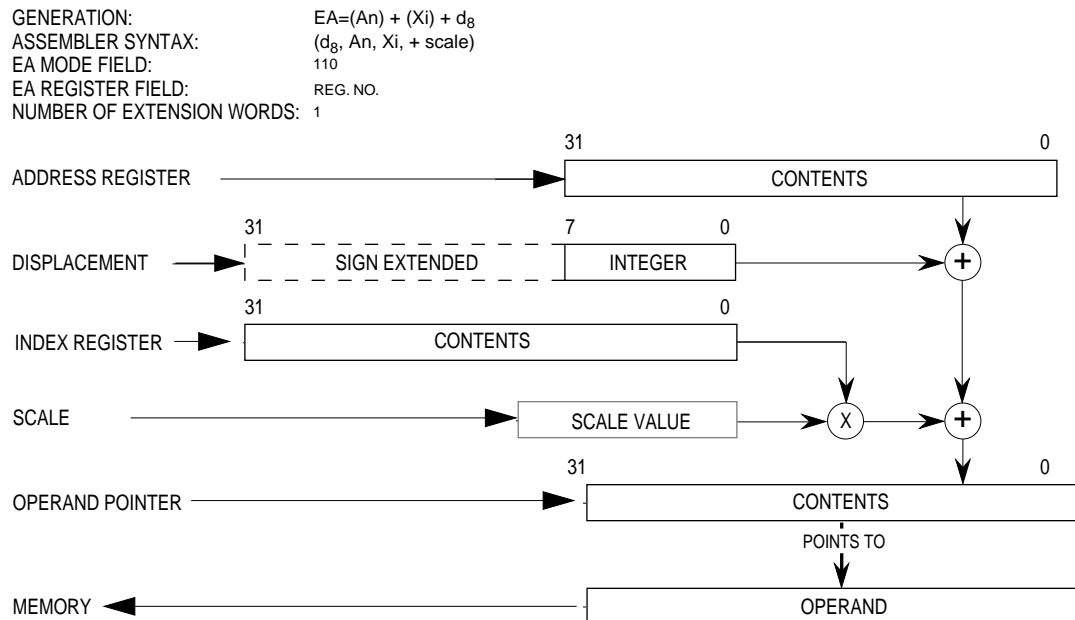 GENERATION: EA=(An) + (Xi) + d8
ASSEMBLER SYNTAX: (d8, An, Xi, + scale)
EA MODE FIELD: 110
EA REGISTER FIELD: REG. NO.
NUMBER OF EXTENSION WORDS: 1
31 0
ADDRESS REGISTER CONTENTS
31 7 0
DISPLACEMENT SIGN EXTENDED INTEGER +
31 0
INDEX REGISTER CONTENTS
SCALE SCALE VALUE X +
31 0
OPERAND POINTER CONTENTS
POINTS TO
MEMORY OPERAND